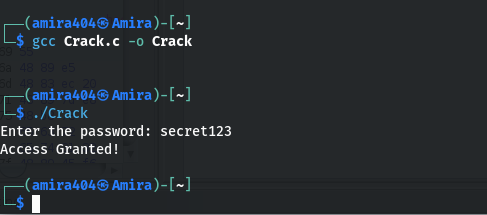 ┌──(amira404㉿Amira)-[~]
└─$ gcc Crack.c -o Crack
┌──(amira404㉿Amira)-[~]
└─$ ./Crack
Enter the password: secret123
Access Granted!
┌──(amira404㉿Amira)-[~]
└─$